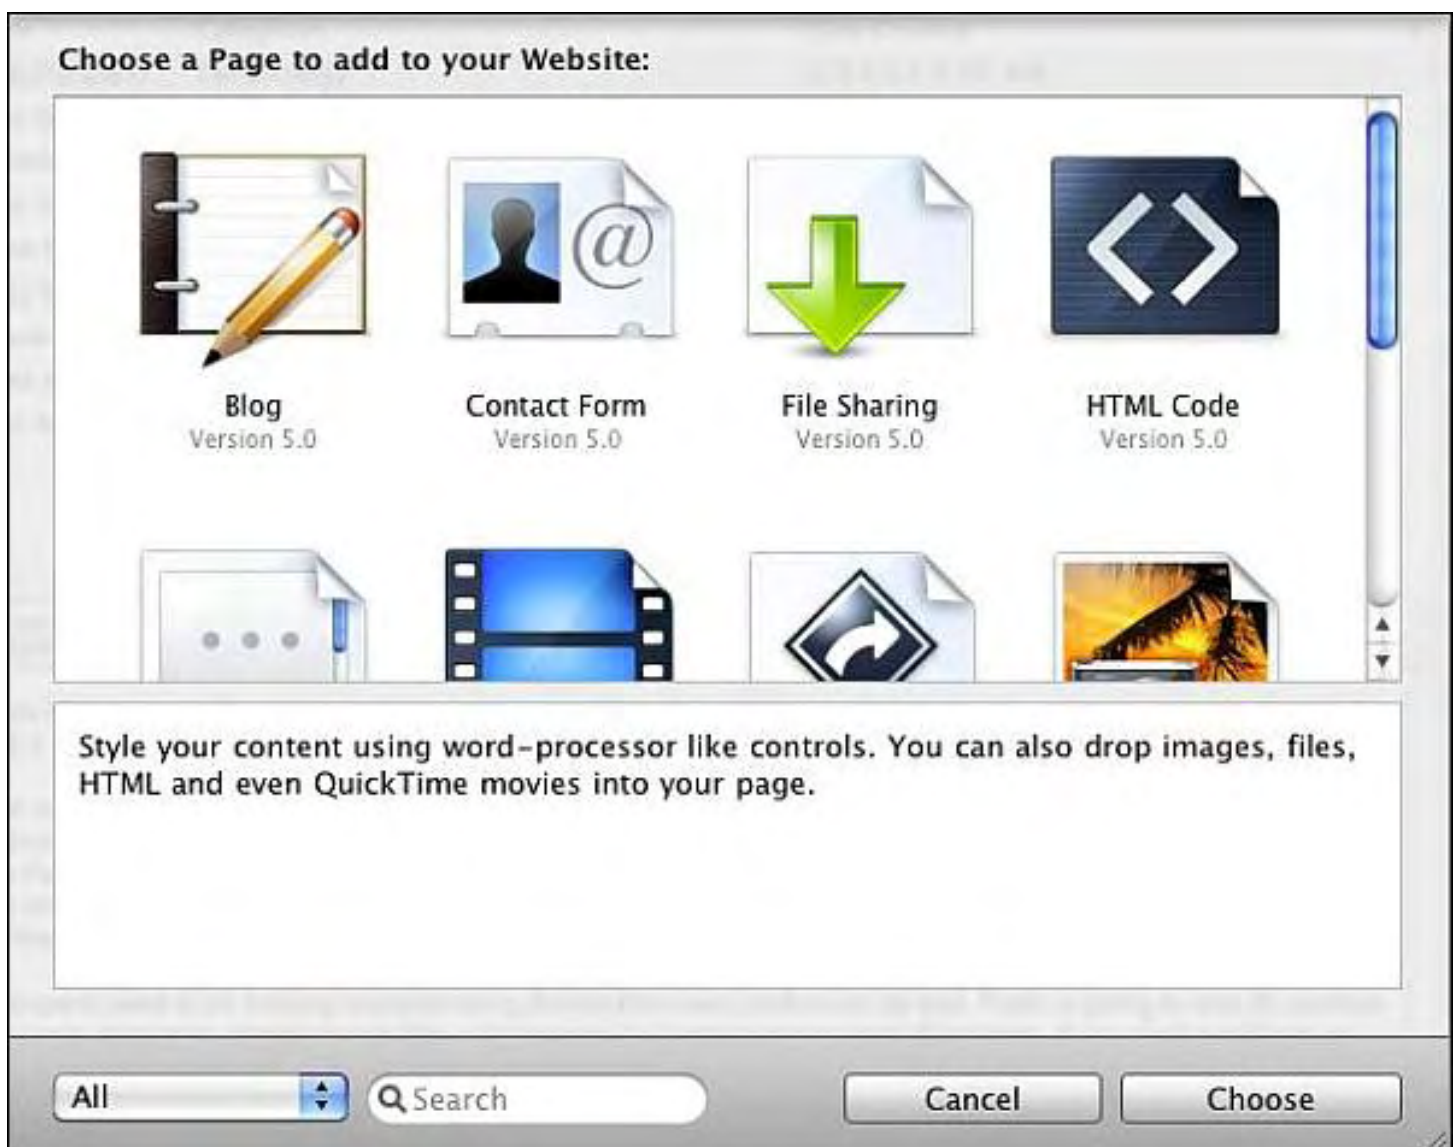 Choose a Page to add to your Website:
Blog
Version 5.0
Contact Form
Version 5.0
File Sharing
Version 5.0
HTML Code
Version 5.0
Style your content using word-processor like controls. You can also drop images, files,
HTML and even QuickTime movies into your page.
All
Search
Cancel
Choose